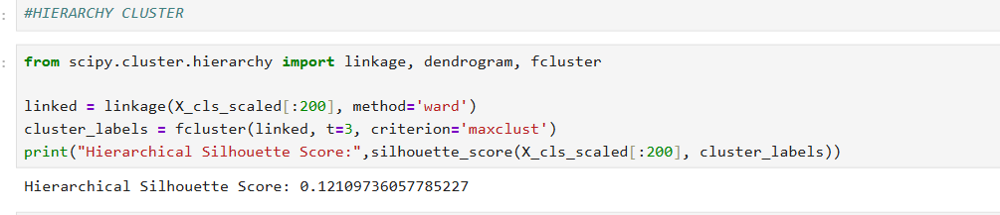 #HIERARCHY CLUSTER
from scipy.cluster.hierarchy import linkage, dendrogram, fcluster
linked = linkage(X_cls_scaled[:200], method='ward')
cluster_labels = fcluster(linked, t=3, criterion='maxclust')
print("Hierarchical Silhouette Score:",silhouette_score(X_cls_scaled[:200], cluster_labels))
Hierarchical Silhouette Score: 0.12109736057785227